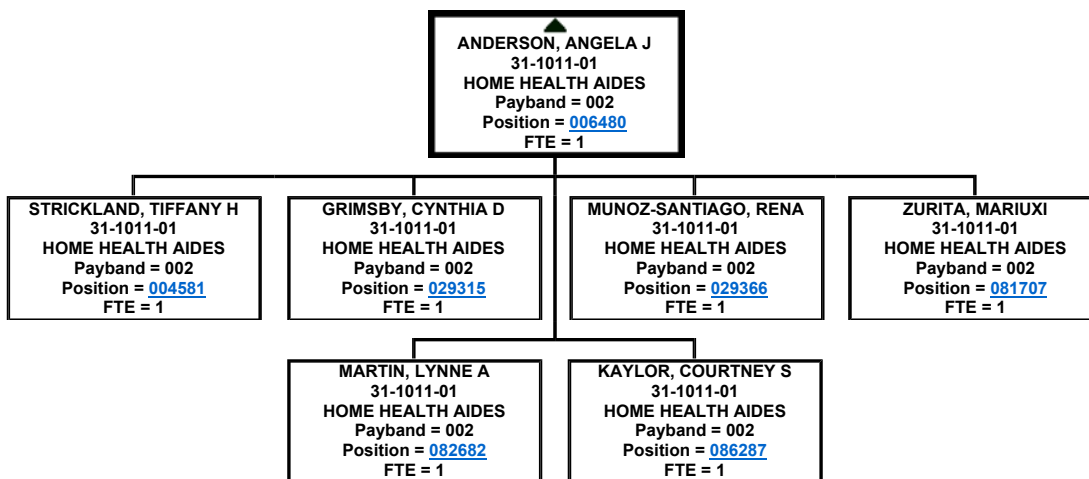 ANDERSON, ANGELA J
31-1011-01
HOME HEALTH AIDES
Payband = 002
Position = 006480
FTE = 1
STRICKLAND, TIFFANY H
31-1011-01
HOME HEALTH AIDES
Payband = 002
Position = 004581
FTE = 1
GRIMSBY, CYNTHIA D
31-1011-01
HOME HEALTH AIDES
Payband = 002
Position = 029315
FTE = 1
MUNOZ-SANTIAGO, RENA
31-1011-01
HOME HEALTH AIDES
Payband = 002
Position = 029366
FTE = 1
ZURITA, MARIUXI
31-1011-01
HOME HEALTH AIDES
Payband = 002
Position = 081707
FTE = 1
MARTIN, LYNNE A
31-1011-01
HOME HEALTH AIDES
Payband = 002
Position = 082682
FTE = 1
KAYLOR, COURTNEY S
31-1011-01
HOME HEALTH AIDES
Payband = 002
Position = 086287
FTE = 1